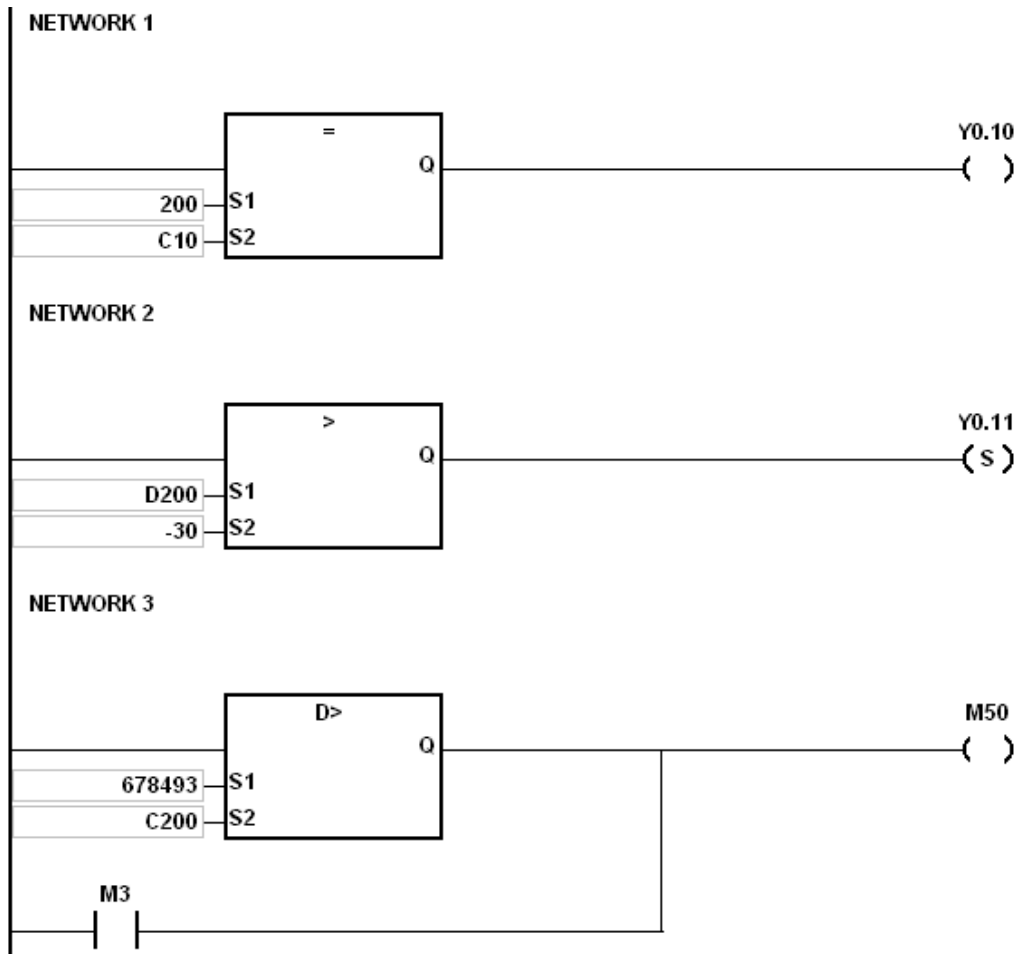 NETWORK 1
=
Y0.10
Q
200 S1
C10 S2
NETWORK 2
>
Y0.11
Q
( S )
D200 S1
-30 S2
NETWORK 3
D>
M50
Q
678493 S1
C200 S2
M3